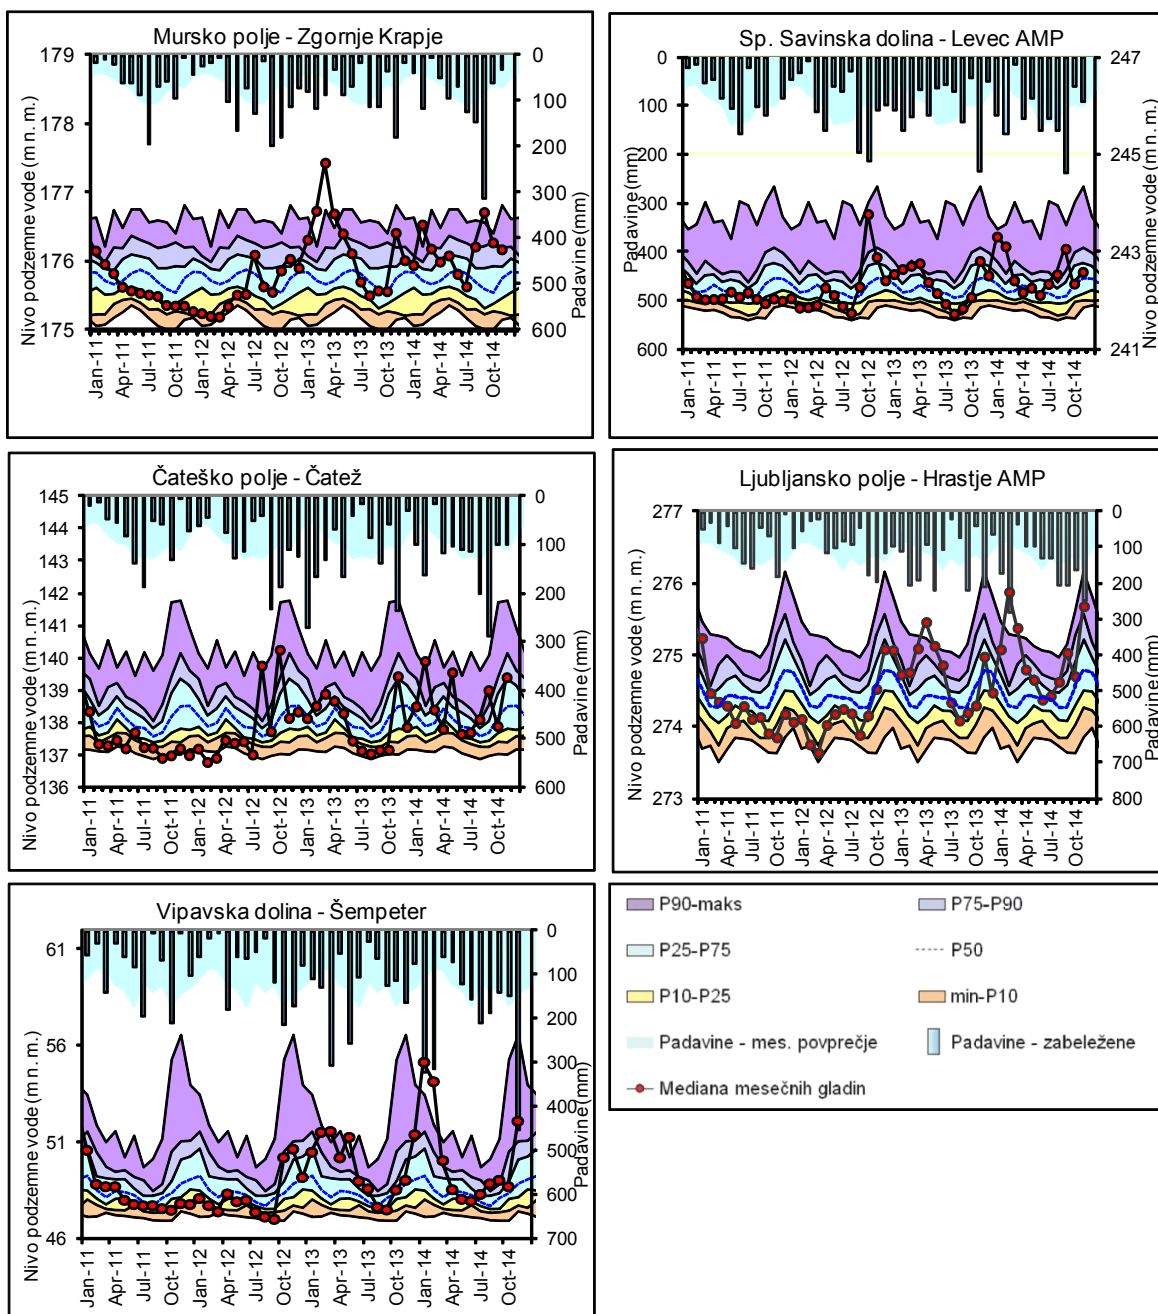 Mursko polje - Zgornje Krapje
Nivo podzemne vode (m n. m.)
179
178
177
176
175
0
100
200
300
400
500
600
Padavine (mm)
Jan-11
Apr-11
Jul-11
Oct-11
Jan-12
Apr-12
Jul-12
Oct-12
Jan-13
Apr-13
Jul-13
Oct-13
Jan-14
Apr-14
Jul-14
Oct-14
Sp. Savinska dolina - Levec AMP
Padavine (mm)
0
100
200
300
400
500
600
247
245
243
241
Nivo podzemne vode (m n. m.)
Jan-11
Apr-11
Jul-11
Oct-11
Jan-12
Apr-12
Jul-12
Oct-12
Jan-13
Apr-13
Jul-13
Oct-13
Jan-14
Apr-14
Jul-14
Oct-14
Čateško polje - Čatež
Nivo podzemne vode (m n. m.)
145
144
143
142
141
140
139
138
137
136
0
100
200
300
400
500
600
Padavine (mm)
Jan-11
Apr-11
Jul-11
Oct-11
Jan-12
Apr-12
Jul-12
Oct-12
Jan-13
Apr-13
Jul-13
Oct-13
Jan-14
Apr-14
Jul-14
Oct-14
Ljubljansko polje - Hrastje AMP
Nivo podzemne vode (m n. m.)
277
276
275
274
273
0
100
200
300
400
500
600
700
800
Padavine (mm)
Jan-11
Apr-11
Jul-11
Oct-11
Jan-12
Apr-12
Jul-12
Oct-12
Jan-13
Apr-13
Jul-13
Oct-13
Jan-14
Apr-14
Jul-14
Oct-14
Vipavska dolina - Šempeter
Nivo podzemne vode (m n. m.)
61
56
51
46
0
100
200
300
400
500
600
700
Padavine (mm)
Jan-11
Apr-11
Jul-11
Oct-11
Jan-12
Apr-12
Jul-12
Oct-12
Jan-13
Apr-13
Jul-13
Oct-13
Jan-14
Apr-14
Jul-14
Oct-14
P90-maks
P75-P90
P25-P75
P50
P10-P25
min-P10
Padavine - mes. povprečje
Padavine - zabeležene
Mediana mesečnih gladin